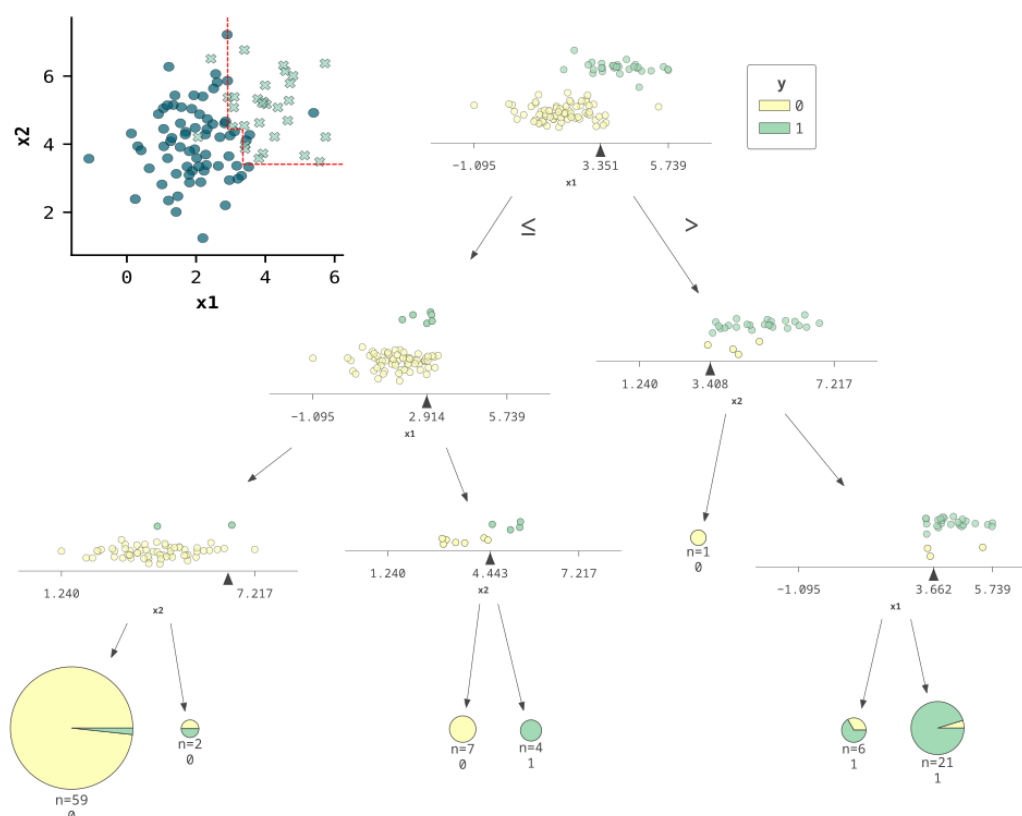 x2
6
4
2
0 2 4 6
x1
y
0
1
-1.095 3.351 5.739
x1
≤ >
-1.095 2.914 5.739
x1
1.240 3.408 7.217
x2
1.240 7.217
x2
1.240 4.443 7.217
x2
n=1
0
-1.095 3.662 5.739
x1
n=59
0
n=2
0
n=7
0
n=4
1
n=6
1
n=21
1